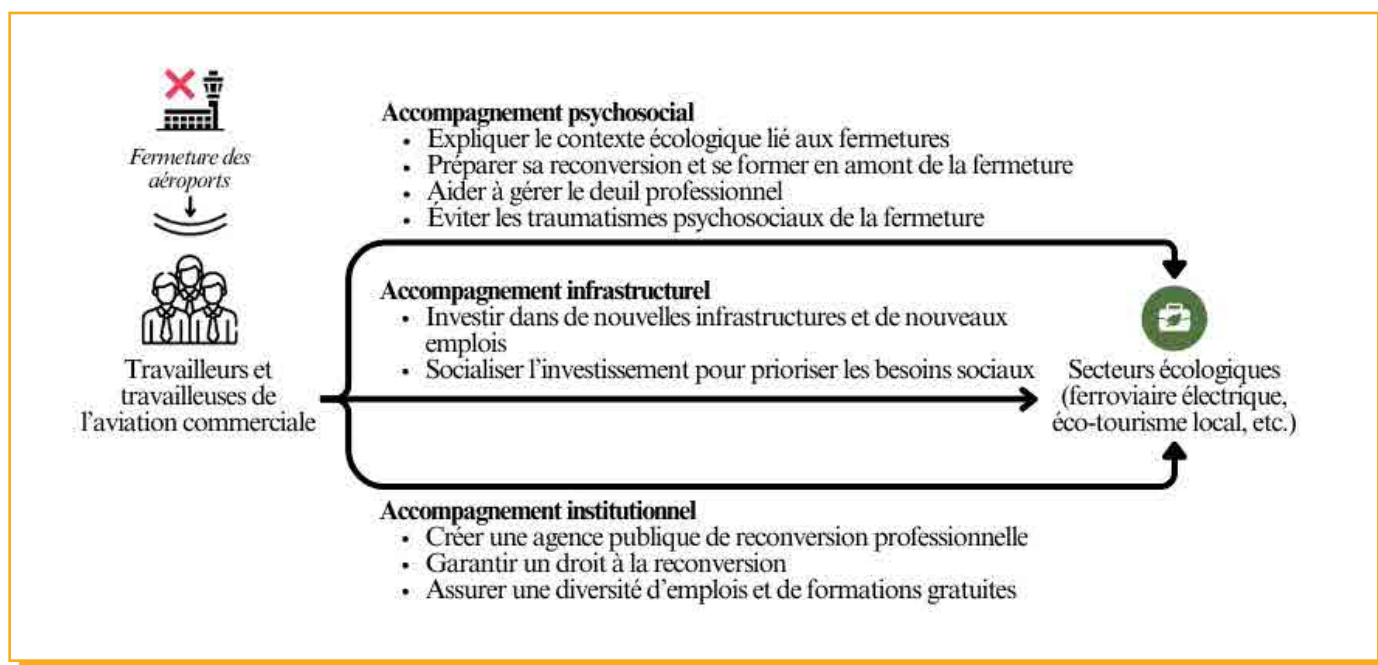 Fermeture des
aéroports
Travailleurs et
travailleuses de
l'aviation commerciale
Accompagnement psychosocial
• Expliquer le contexte écologique lié aux fermetures
• Préparer sa reconversion et se former en amont de la fermeture
• Aider à gérer le deuil professionnel
• Éviter les traumatismes psychosociaux de la fermeture
Accompagnement infrastructurel
• Investir dans de nouvelles infrastructures et de nouveaux
emplois
• Socialiser l'investissement pour prioriser les besoins sociaux
Accompagnement institutionnel
• Créer une agence publique de reconversion professionnelle
• Garantir un droit à la reconversion
• Assurer une diversité d'emplois et de formations gratuites
Secteurs écologiques
(ferroviaire électrique,
éco-tourisme local, etc.)